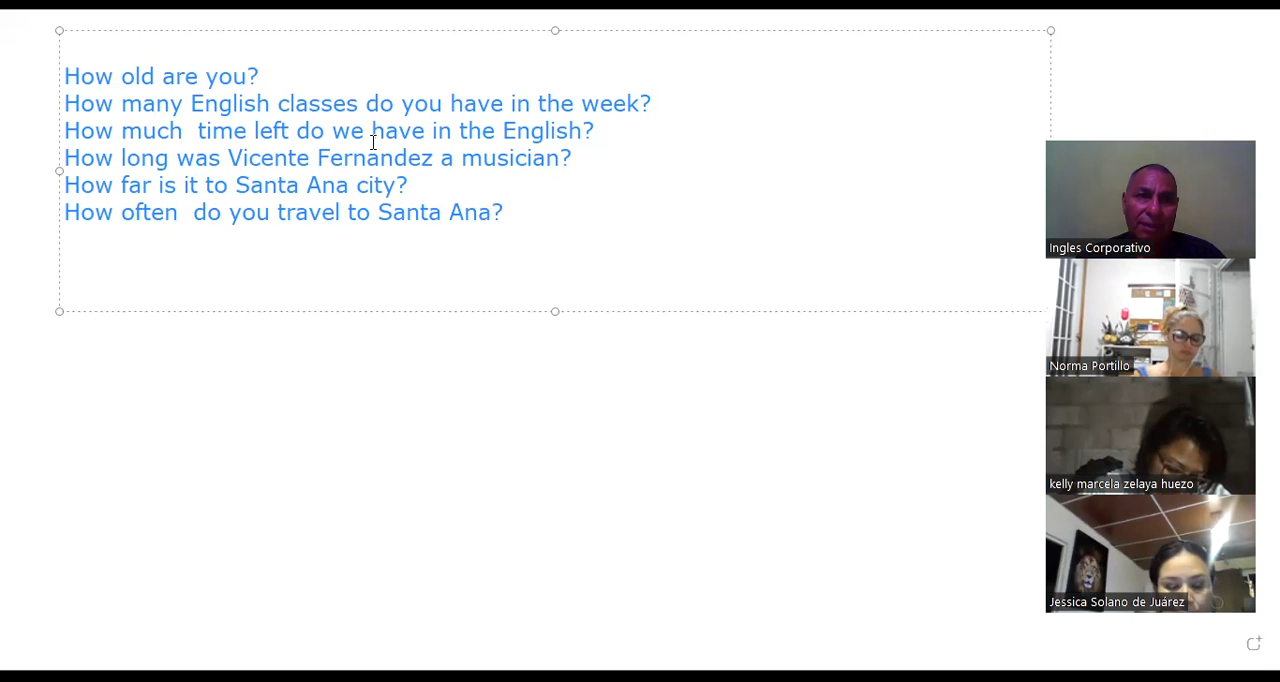 How old are you?
How many English classes do you have in the week?
How much  time left do we have in the English?
How long was Vicente Fernandez a musician?
How far is it to Santa Ana city?
How often  do you travel to Santa Ana?
Ingles Corporativo
Norma Portillo
kelly marcela zelaya huezo
Jessica Solano de Juárez